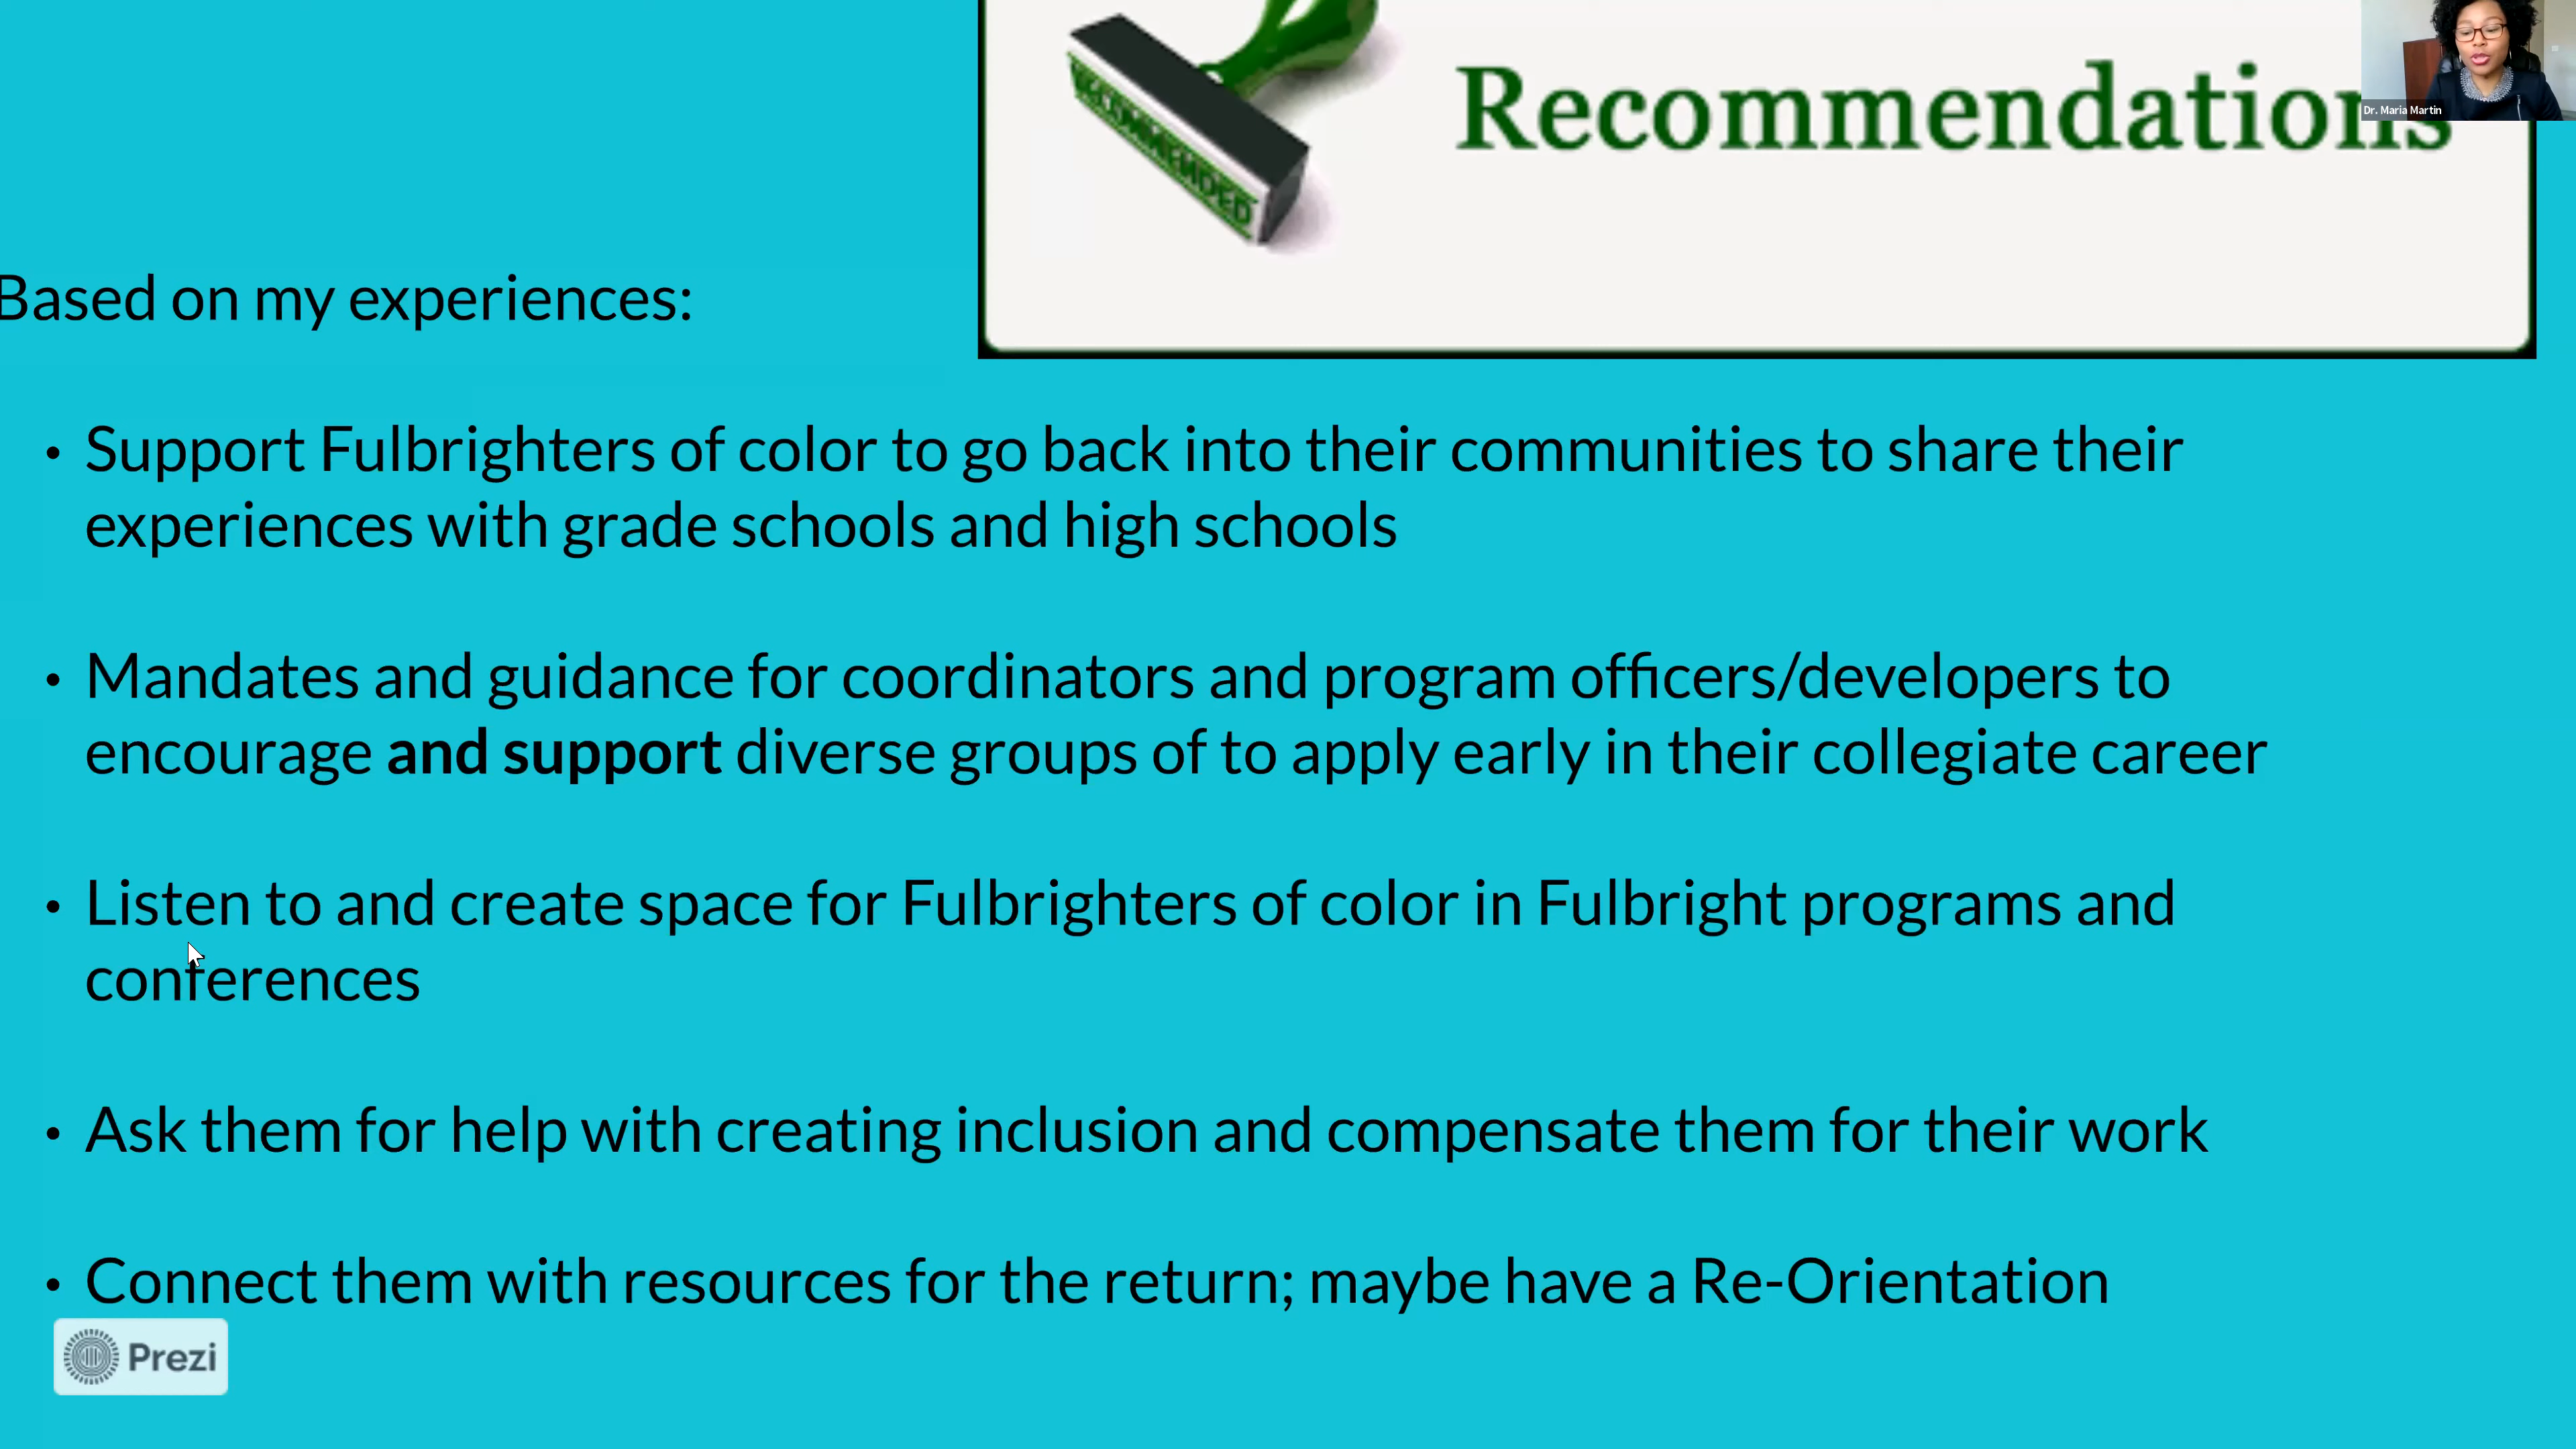 RECOMMENDED
Recommendations
Dr. Maria Martin
Based on my experiences:
• Support Fulbrighters of color to go back into their communities to share their
experiences with grade schools and high schools
• Mandates and guidance for coordinators and program officers/developers to
encourage and support diverse groups of to apply early in their collegiate career
• Listen to and create space for Fulbrighters of color in Fulbright programs and
conferences
• Ask them for help with creating inclusion and compensate them for their work
• Connect them with resources for the return; maybe have a Re-Orientation
Prezi